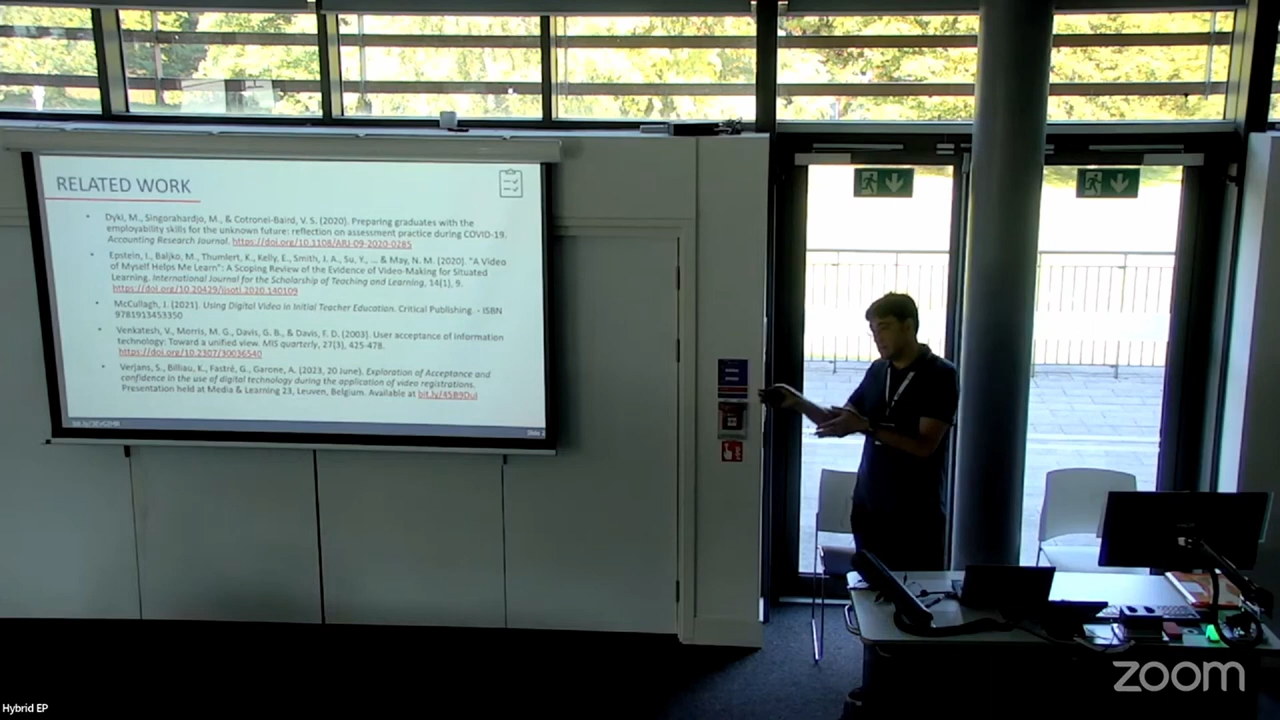 RELATED WORK
Dyki, M., Singorahardjo, M., & Cotronei-Baird, V. S. (2020). Preparing graduates with the
employability skills for the unknown future: reflection on assessment practice during COVID-19.
Accounting Research Journal. https://doi.org/10.1108/ARJ-09-2020-0285
Epstein, I., Baljko, M., Thumlert, K., Kelly, E., Smith, J. A., Su, Y., ... & May, N. M. (2020). "A Video
of Myself Helps Me Learn": A Scoping Review of the Evidence of Video-Making for Situated
Learning. International Journal for the Scholarship of Teaching and Learning, 14(1), 9.
https://doi.org/10.20429/ijsotl.2020.140109
McCullagh, J. (2021). Using Digital Video in Initial Teacher Education. Critical Publishing. - ISBN
9781913453350
Venkatesh, V., Morris, M. G., Davis, G. B., & Davis, F. D. (2003). User acceptance of information
technology: Toward a unified view. MIS quarterly, 27(3), 425-478.
https://doi.org/10.2307/30036540
Verjans, S., Billiau, K., Fastré, G., Garone, A. (2023, 20 June). Exploration of Acceptance and
confidence in the use of digital technology during the application of video registrations.
Presentation held at Media & Learning 23, Leuven, Belgium. Available at
Slide 2
zoom
Hybrid EP